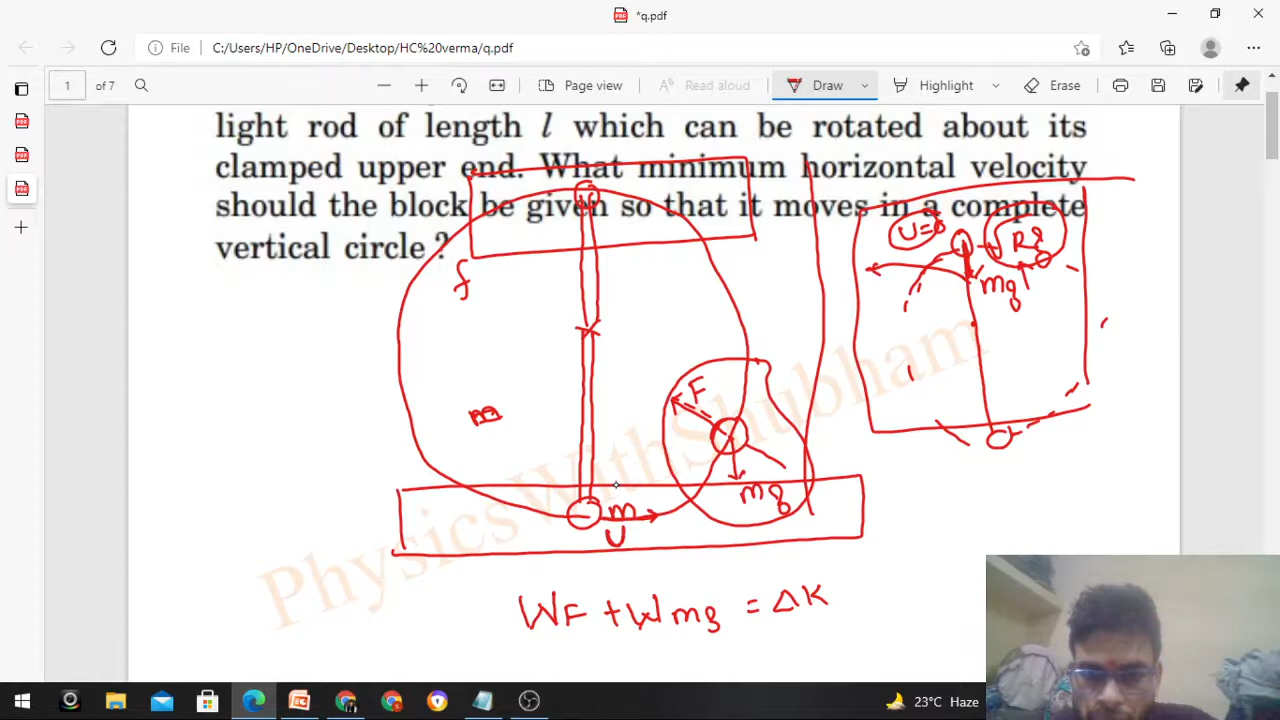 *q.pdf
File C:/Users/HP/OneDrive/Desktop/HC%20verma/q.pdf
1 of 7 Page view Read aloud Draw Highlight Erase
light rod of length l which can be rotated about its
clamped upper end. What minimum horizontal velocity
should the block be given so that it moves in a complete
vertical circle ?
f
m
F
mg
m
U
U=0
√Rg
mg
WF + Wmg = ΔK
PhysicsWithShubham
23°C Haze